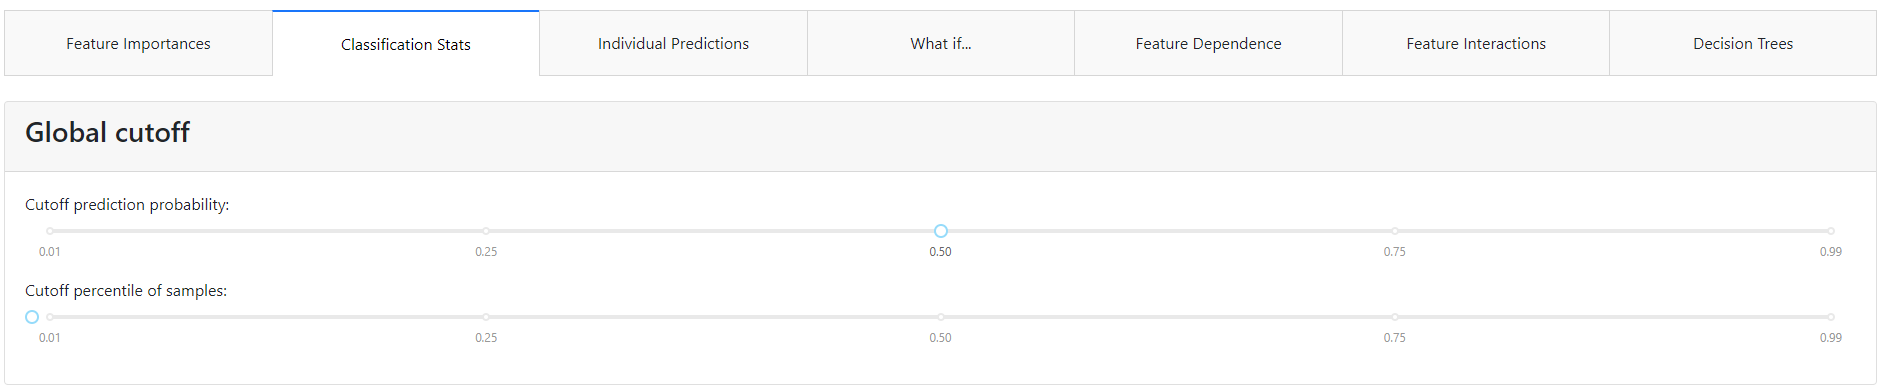 Feature Importances
Classification Stats
Individual Predictions
What if...
Feature Dependence
Feature Interactions
Decision Trees
Global cutoff
Cutoff prediction probability:
0.01 0.25 0.50 0.75 0.99
Cutoff percentile of samples:
0.01 0.25 0.50 0.75 0.99